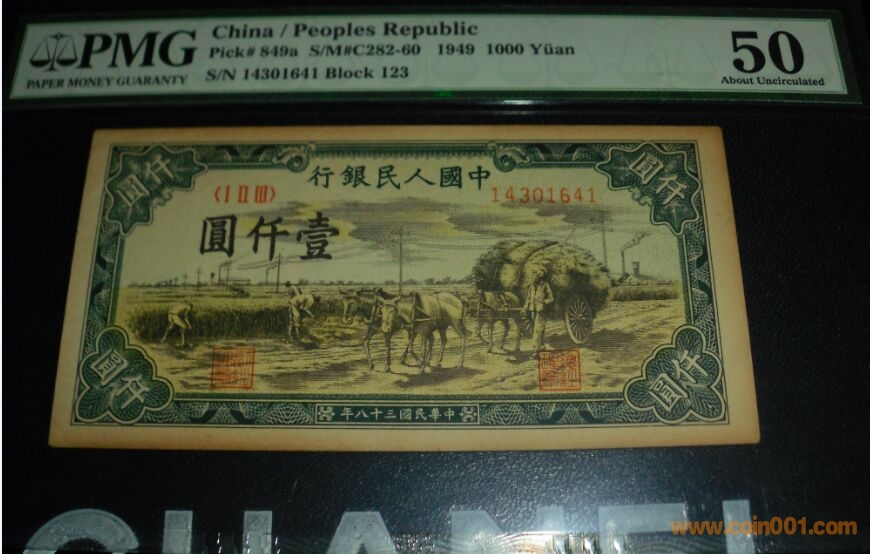 PMG
PAPER MONEY GUARANTY
China / Peoples Republic
Pick# 849a S/M#C282-60 1949 1000 Yüan
S/N 14301641 Block 123
50
About Uncirculated
仟圓
仟圓
行銀民人國中
〈I II III〉
14301641
圓仟壹
仟圓
仟圓
年八十三國民華中
CHANEL
www.coin001.com